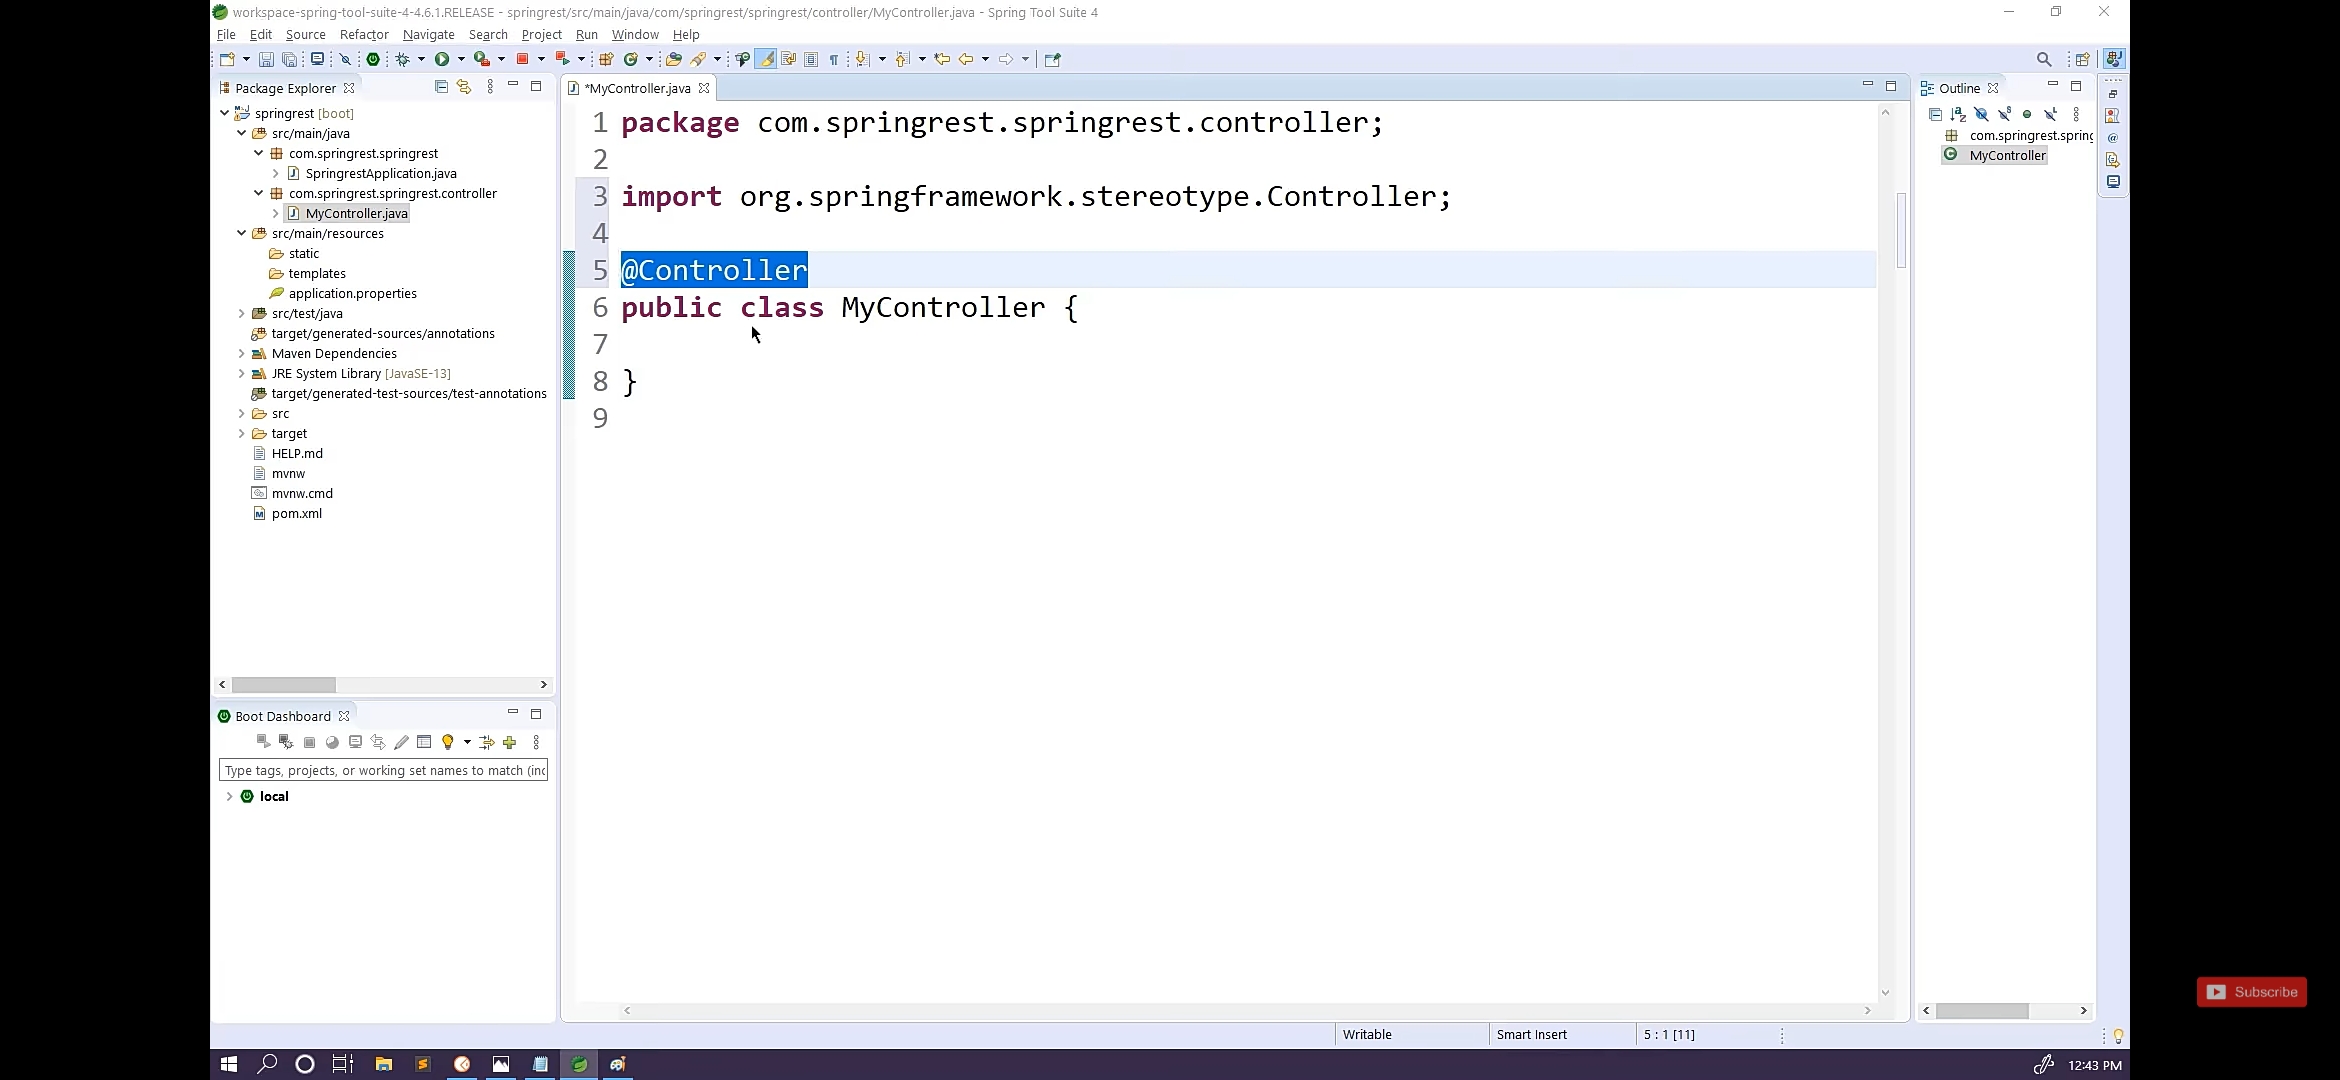 workspace-spring-tool-suite-4-4.6.1.RELEASE - springrest/src/main/java/com/springrest/springrest/controller/MyController.java - Spring Tool Suite 4
File Edit Source Refactor Navigate Search Project Run Window Help
Package Explorer
springrest [boot]
src/main/java
com.springrest.springrest
SpringrestApplication.java
com.springrest.springrest.controller
MyController.java
src/main/resources
static
templates
application.properties
src/test/java
target/generated-sources/annotations
Maven Dependencies
JRE System Library [JavaSE-13]
target/generated-test-sources/test-annotations
src
target
HELP.md
mvnw
mvnw.cmd
pom.xml
Boot Dashboard
Type tags, projects, or working set names to match (inc
local
*MyController.java
1 package com.springrest.springrest.controller;
2
3 import org.springframework.stereotype.Controller;
4
5 @Controller
6 public class MyController {
7
8 }
9
Outline
com.springrest.spring
MyController
Writable
Smart Insert
5 : 1 [11]
Subscribe
12:43 PM